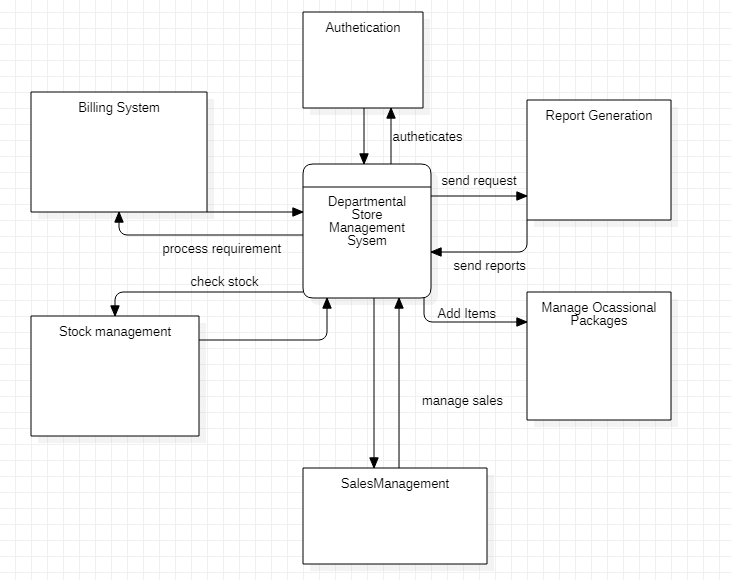 Authetication
Billing System
Report Generation
autheticates
send request
Departmental
Store
Management
Sysem
process requirement
send reports
check stock
Manage Ocassional
Packages
Add Items
Stock management
manage sales
SalesManagement